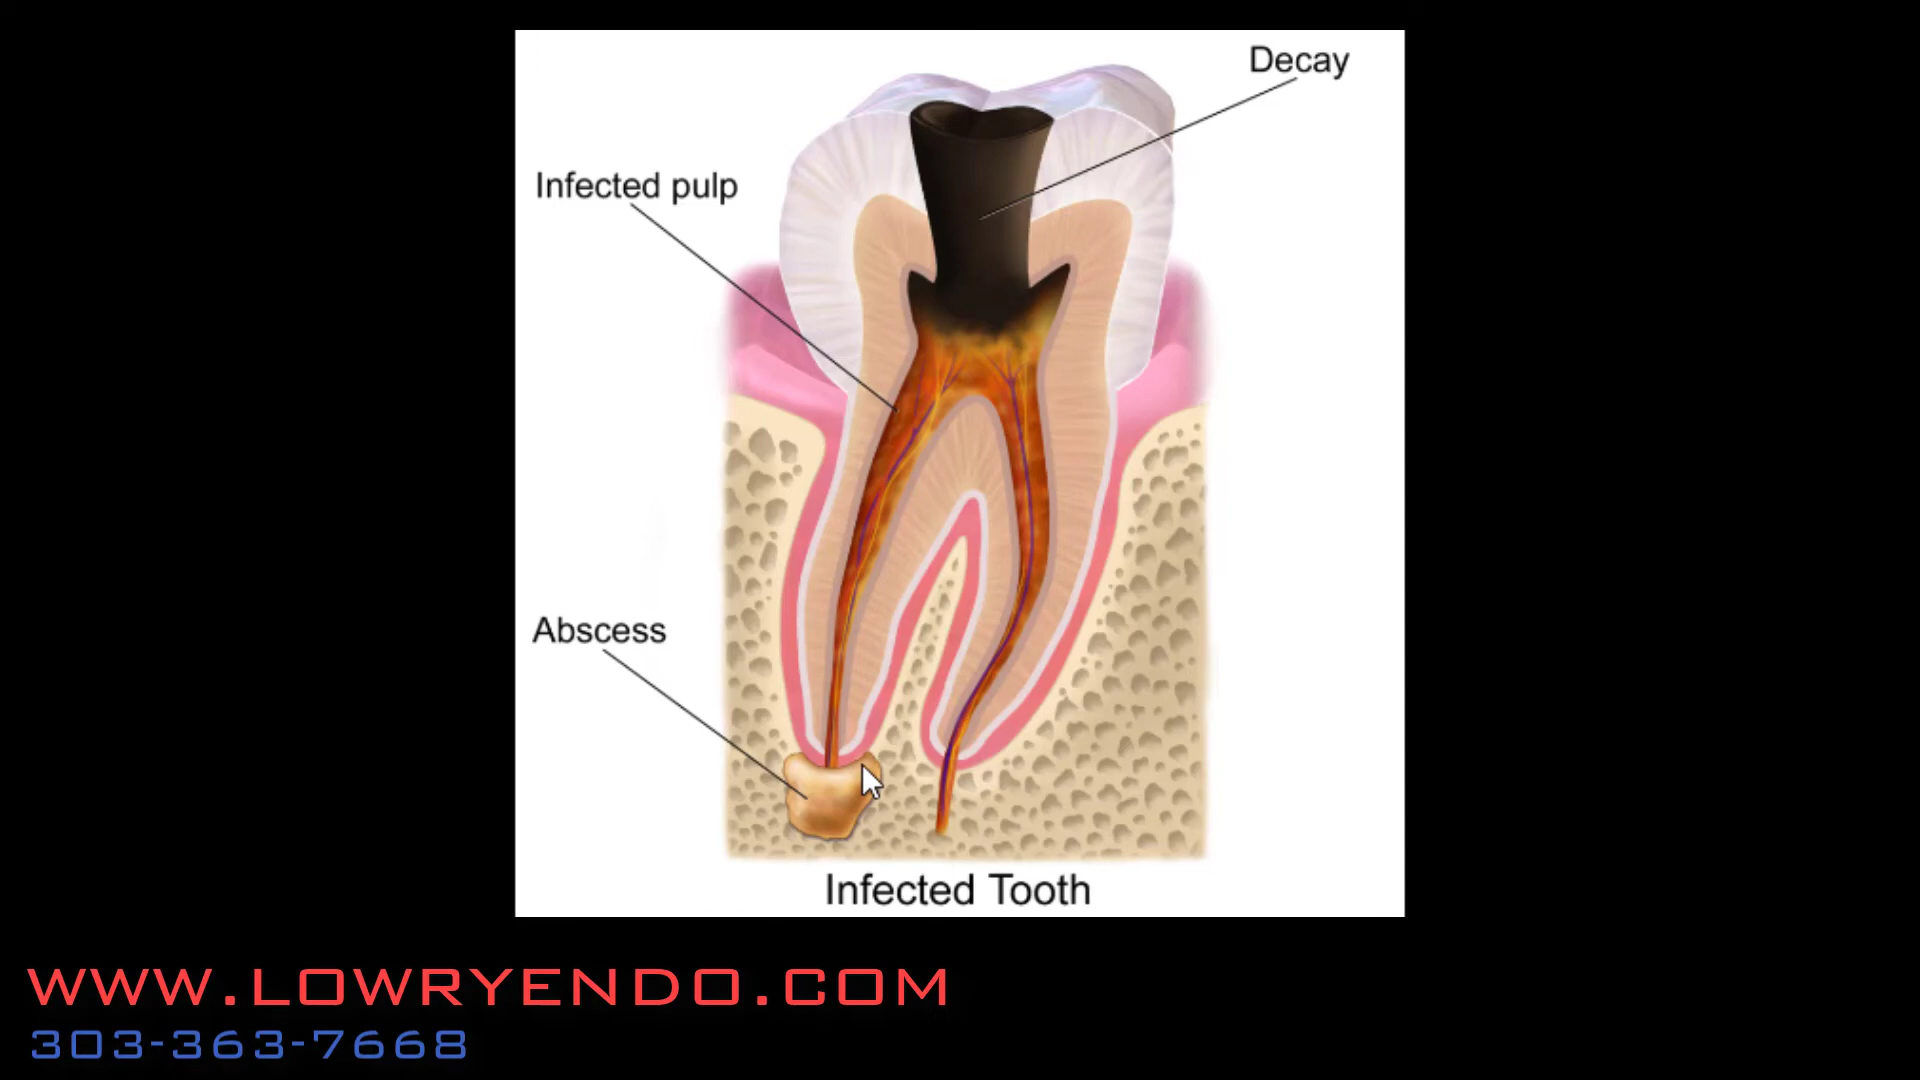 Decay
Infected pulp
Abscess
Infected Tooth
WWW.LOWRYENDO.COM
303-363-7668